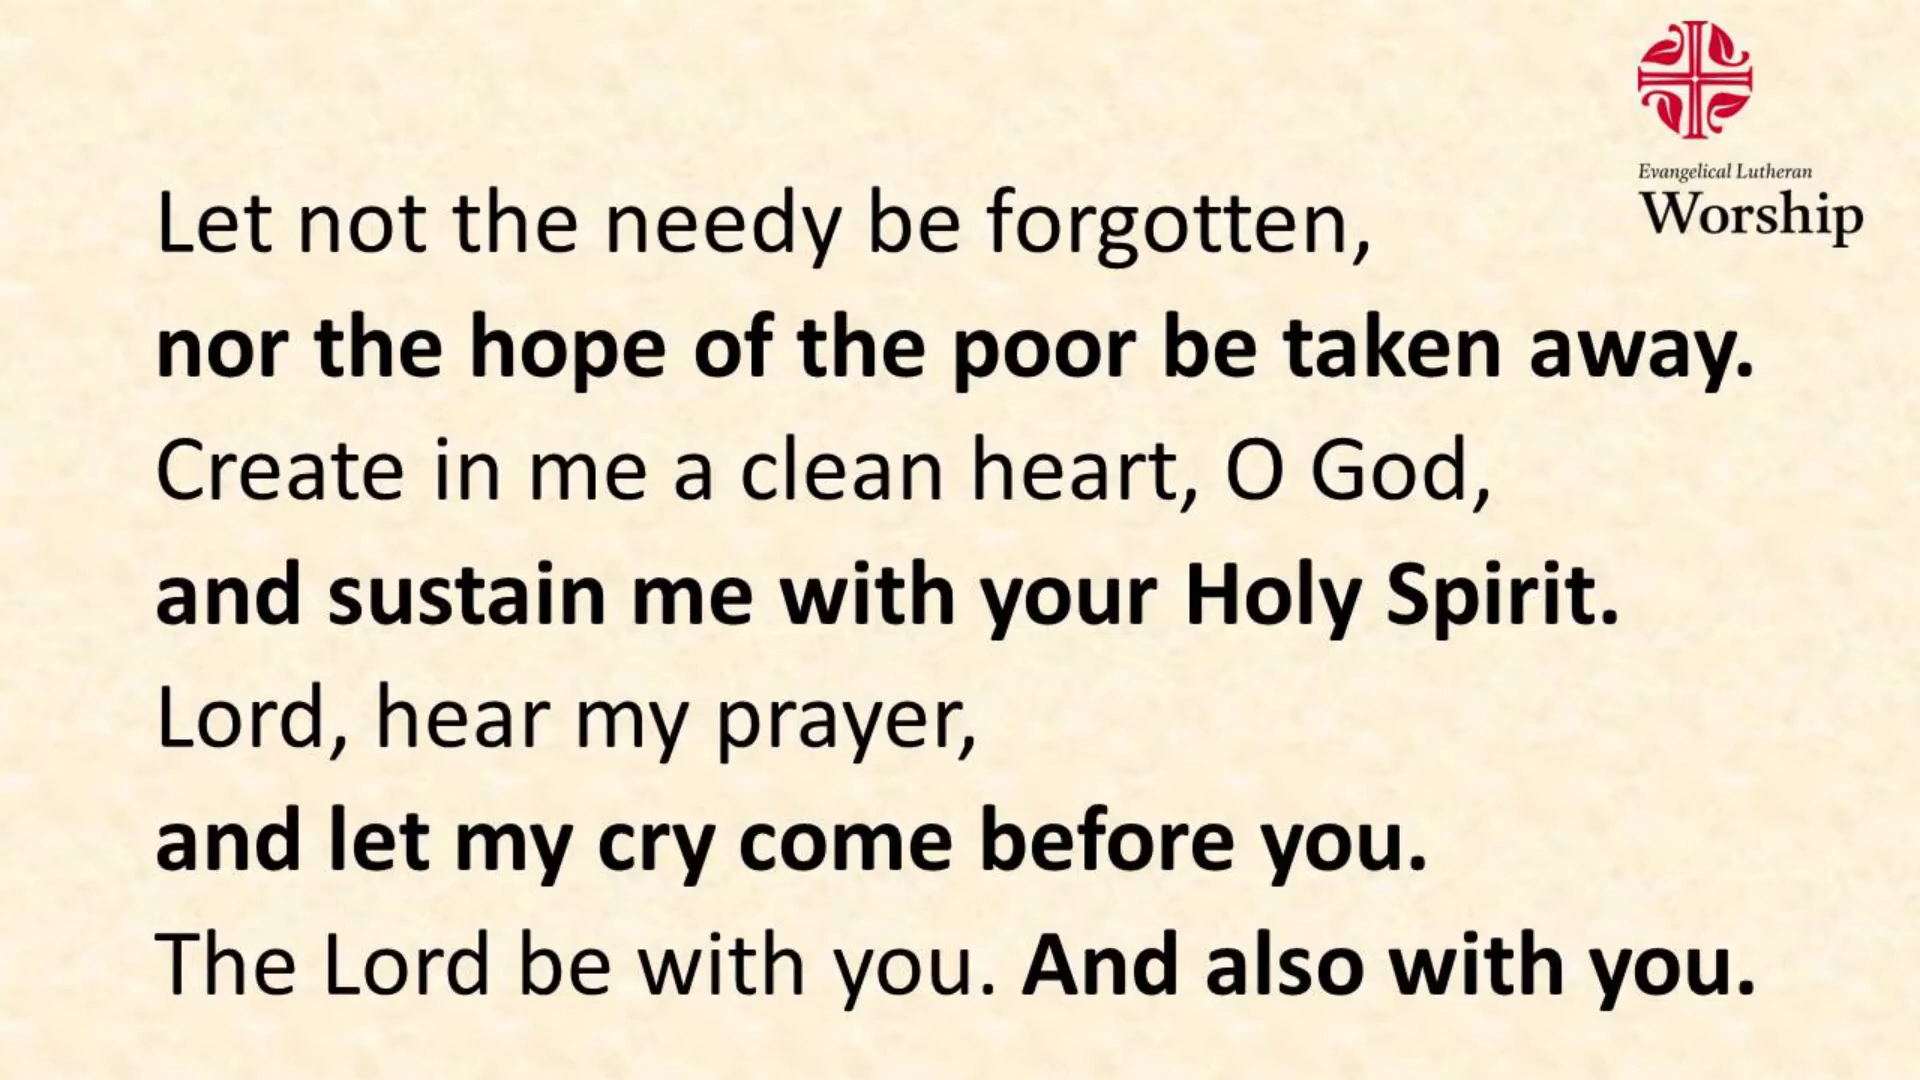 Evangelical Lutheran
Worship
Let not the needy be forgotten,
nor the hope of the poor be taken away.
Create in me a clean heart, O God,
and sustain me with your Holy Spirit.
Lord, hear my prayer,
and let my cry come before you.
The Lord be with you. And also with you.